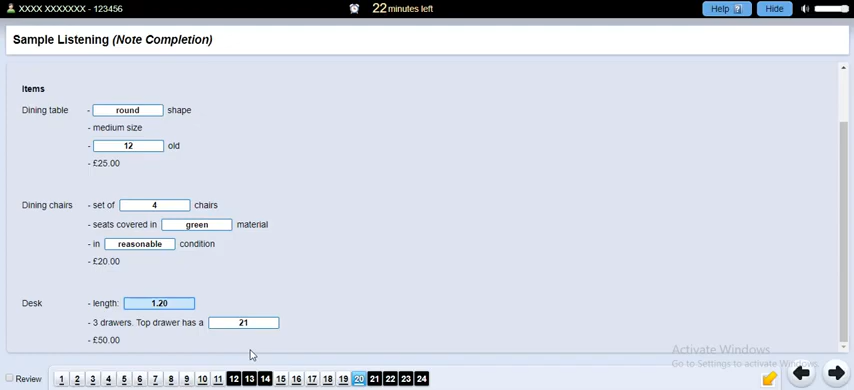 XXXX XXXXXXX - 123456 22 minutes left Help Hide
Sample Listening (Note Completion)
Items
Dining table - round shape
- medium size
- 12 old
- £25.00
Dining chairs - set of 4 chairs
- seats covered in green material
- in reasonable condition
- £20.00
Desk - length: 1.20
- 3 drawers. Top drawer has a 21
- £50.00
Activate Windows
Go to Settings to activate Windows.
Review 1 2 3 4 5 6 7 8 9 10 11 12 13 14 15 16 17 18 19 20 21 22 23 24